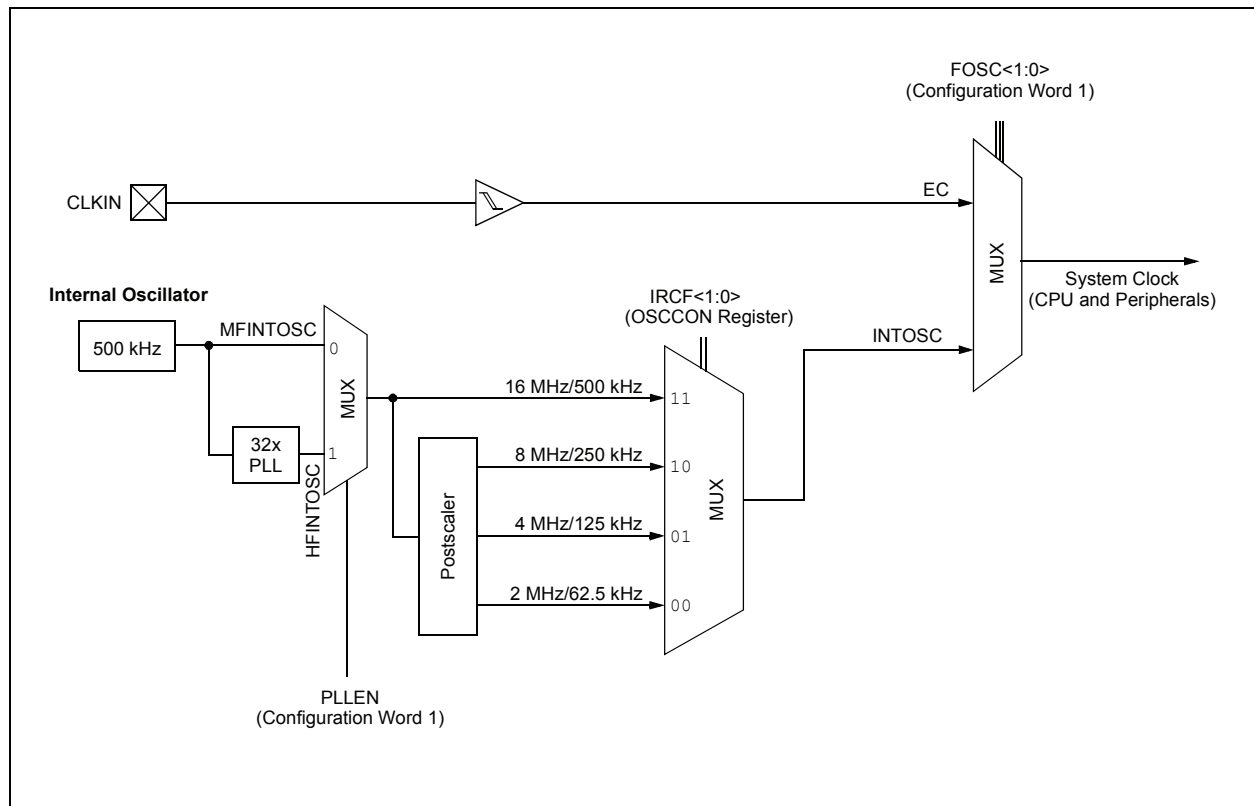 FOSC<1:0>
(Configuration Word 1)
CLKIN
EC
MUX
System Clock
(CPU and Peripherals)
Internal Oscillator
500 kHz
MFINTOSC
0
MUX
32x
PLL
1
HFINTOSC
PLLEN
(Configuration Word 1)
IRCF<1:0>
(OSCCON Register)
INTOSC
16 MHz/500 kHz
11
Postscaler
8 MHz/250 kHz
10
MUX
4 MHz/125 kHz
01
2 MHz/62.5 kHz
00